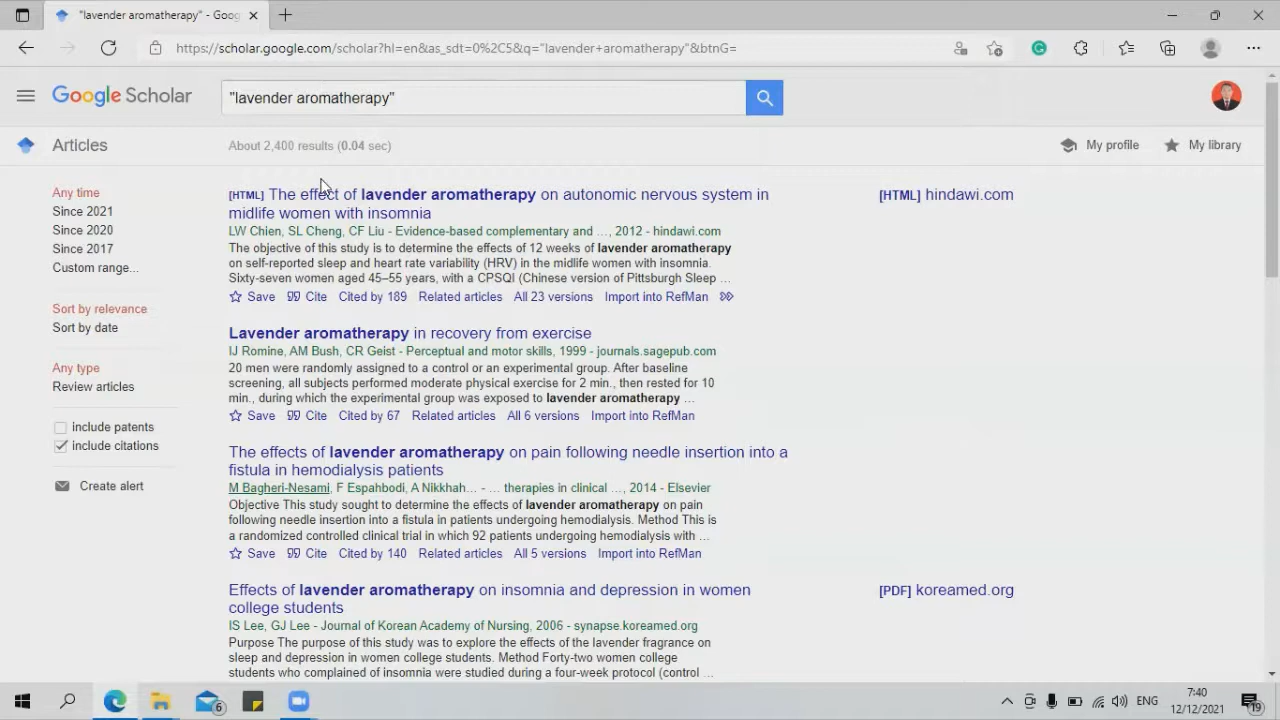 "lavender aromatherapy" - Goog
https://scholar.google.com/scholar?hl=en&as_sdt=0%2C5&q="lavender+aromatherapy"&btnG=
Google Scholar
"lavender aromatherapy"
Articles
About 2,400 results (0.04 sec)
My profile
My library
Any time
Since 2021
Since 2020
Since 2017
Custom range...
Sort by relevance
Sort by date
Any type
Review articles
include patents
include citations
Create alert
[HTML] The effect of lavender aromatherapy on autonomic nervous system in
midlife women with insomnia
LW Chien, SL Cheng, CF Liu - Evidence-based complementary and …, 2012 - hindawi.com
The objective of this study is to determine the effects of 12 weeks of lavender aromatherapy
on self-reported sleep and heart rate variability (HRV) in the midlife women with insomnia.
Sixty-seven women aged 45–55 years, with a CPSQI (Chinese version of Pittsburgh Sleep …
Save Cite Cited by 189 Related articles All 23 versions Import into RefMan
[HTML] hindawi.com
Lavender aromatherapy in recovery from exercise
IJ Romine, AM Bush, CR Geist - Perceptual and motor skills, 1999 - journals.sagepub.com
20 men were randomly assigned to a control or an experimental group. After baseline
screening, all subjects performed moderate physical exercise for 2 min., then rested for 10
min., during which the experimental group was exposed to lavender aromatherapy …
Save Cite Cited by 67 Related articles All 6 versions Import into RefMan
The effects of lavender aromatherapy on pain following needle insertion into a
fistula in hemodialysis patients
M Bagheri-Nesami, F Espahbodi, A Nikkhah… - … therapies in clinical …, 2014 - Elsevier
Objective This study sought to determine the effects of lavender aromatherapy on pain
following needle insertion into a fistula in patients undergoing hemodialysis. Method This is
a randomized controlled clinical trial in which 92 patients undergoing hemodialysis with …
Save Cite Cited by 140 Related articles All 5 versions Import into RefMan
Effects of lavender aromatherapy on insomnia and depression in women
college students
IS Lee, GJ Lee - Journal of Korean Academy of Nursing, 2006 - synapse.koreamed.org
Purpose The purpose of this study was to explore the effects of the lavender fragrance on
sleep and depression in women college students. Method Forty-two women college
students who complained of insomnia were studied during a four-week protocol (control …
[PDF] koreamed.org
6
ENG
7:40
12/12/2021
19